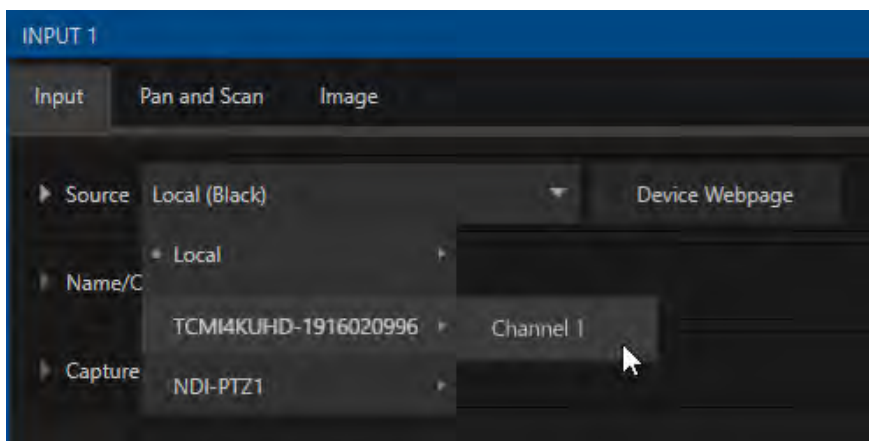 INPUT 1
Input Pan and Scan Image
Source Local (Black) Device Webpage
Local
Name/C
TCMI4KUHD-1916020996 Channel 1
Capture
NDI-PTZ1